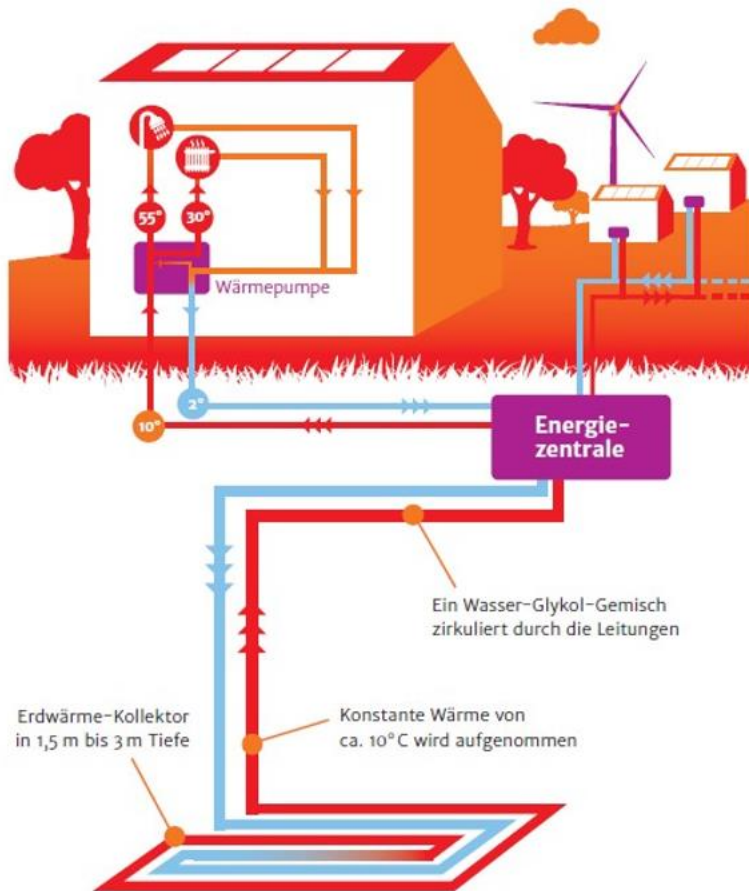 55°
30°
Wärmepumpe
2°
10°
Energie-
zentrale
Ein Wasser-Glykol-Gemisch
zirkuliert durch die Leitungen
Erdwärme-Kollektor
in 1,5 m bis 3 m Tiefe
Konstante Wärme von
ca. 10° C wird aufgenommen